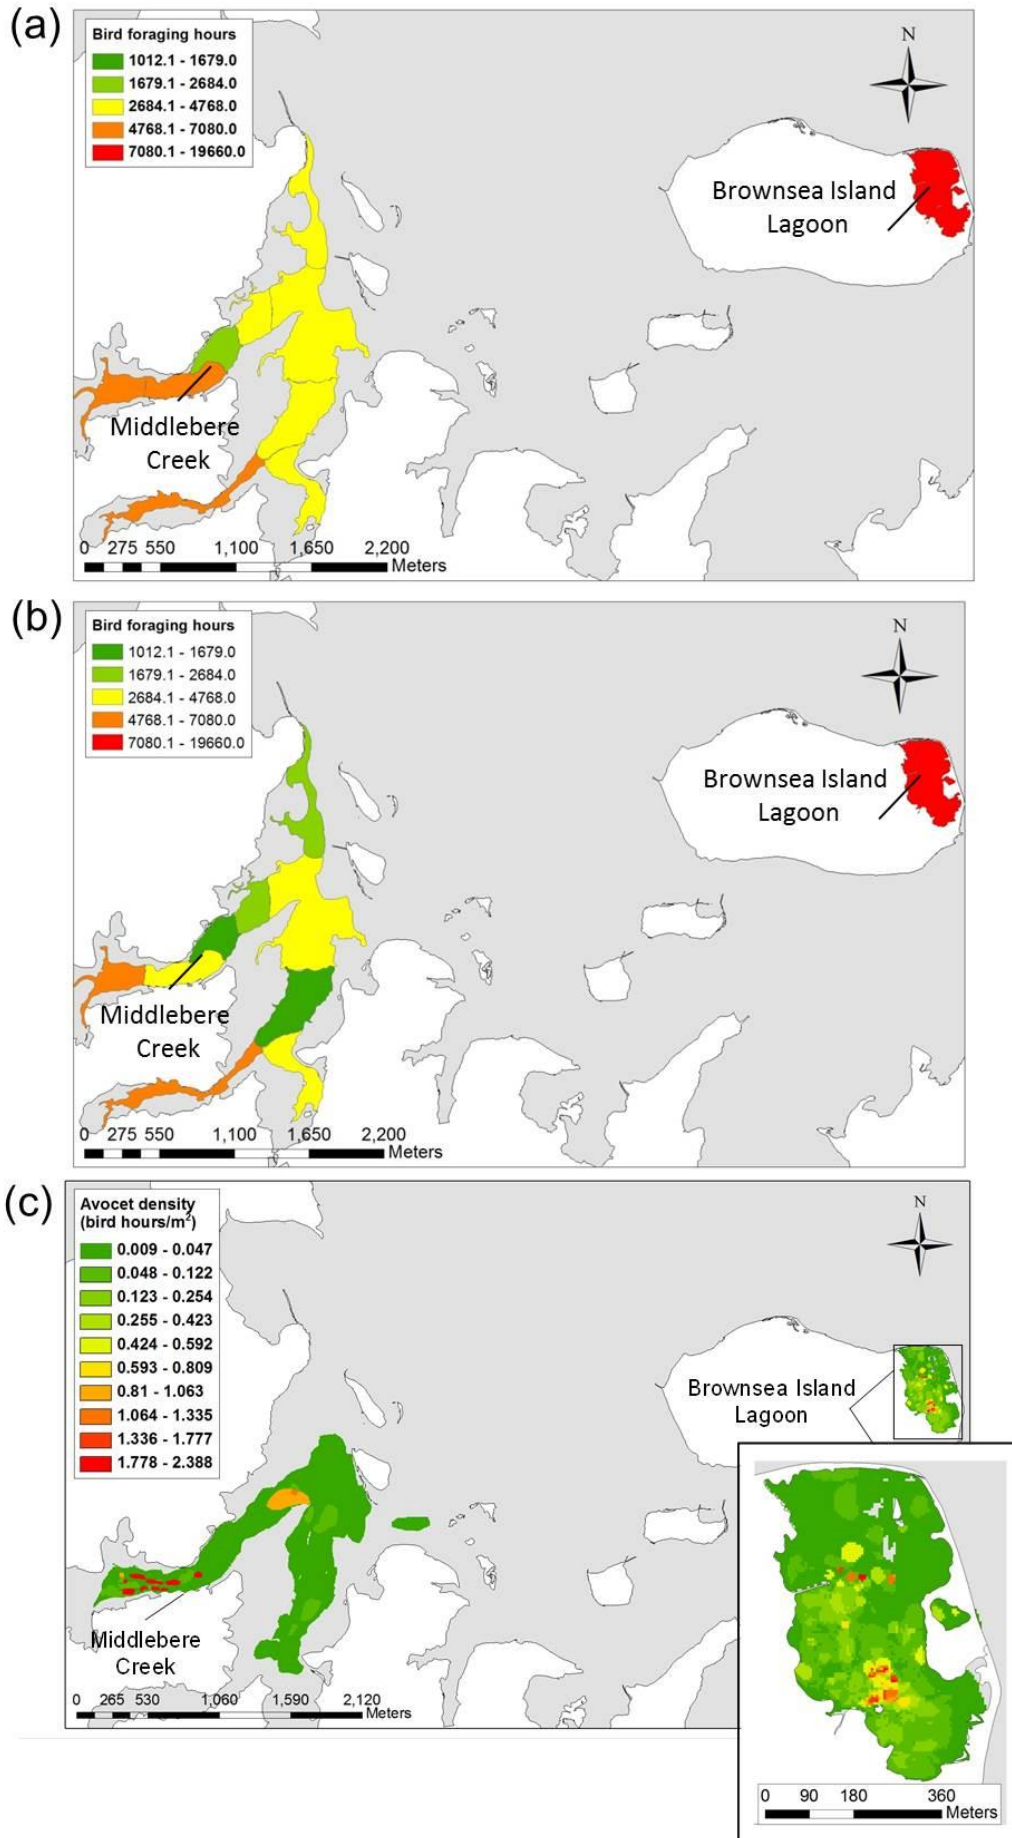 (a)
Bird foraging hours
1012.1 - 1679.0
1679.1 - 2684.0
2684.1 - 4768.0
4768.1 - 7080.0
7080.1 - 19660.0
N
Brownsea Island
Lagoon
Middlebere
Creek
0 275 550 1,100 1,650 2,200
Meters
(b)
Bird foraging hours
1012.1 - 1679.0
1679.1 - 2684.0
2684.1 - 4768.0
4768.1 - 7080.0
7080.1 - 19660.0
N
Brownsea Island
Lagoon
Middlebere
Creek
0 275 550 1,100 1,650 2,200
Meters
(c)
Avocet density
(bird hours/m²)
0.009 - 0.047
0.048 - 0.122
0.123 - 0.254
0.255 - 0.423
0.424 - 0.592
0.593 - 0.809
0.81 - 1.063
1.064 - 1.335
1.336 - 1.777
1.778 - 2.388
N
Brownsea Island
Lagoon
Middlebere
Creek
0 265 530 1,060 1,590 2,120
Meters
0 90 180 360
Meters